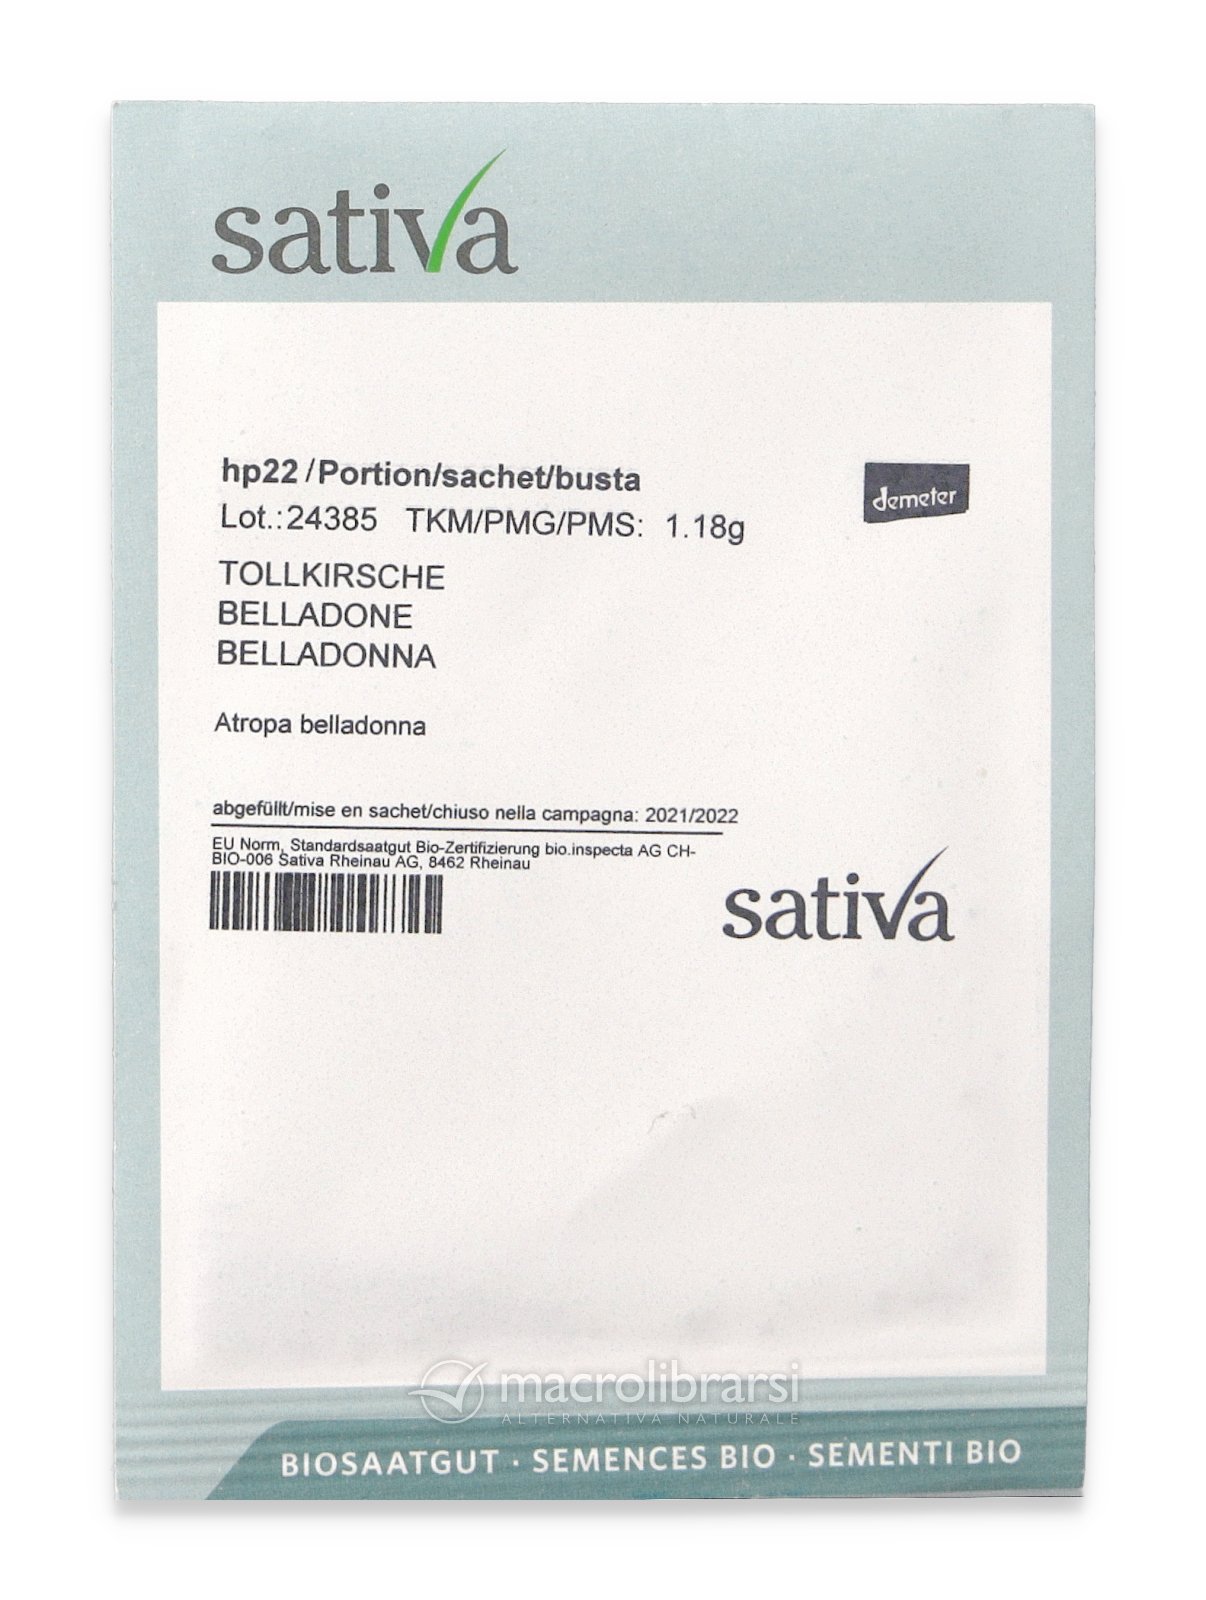 sativa
hp22 /Portion/sachet/busta
demeter
Lot.:24385 TKM/PMG/PMS: 1.18g
TOLLKIRSCHE
BELLADONE
BELLADONNA
Atropa belladonna
abgefüllt/mise en sachet/chiuso nella campagna: 2021/2022
EU Norm, Standardsaatgut Bio-Zertifizierung bio.inspecta AG CH-
BIO-006 Sativa Rheinau AG, 8462 Rheinau
sativa
macrolibrarsi
ALTERNATIVA NATURALE
BIOSAATGUT · SEMENCES BIO · SEMENTI BIO